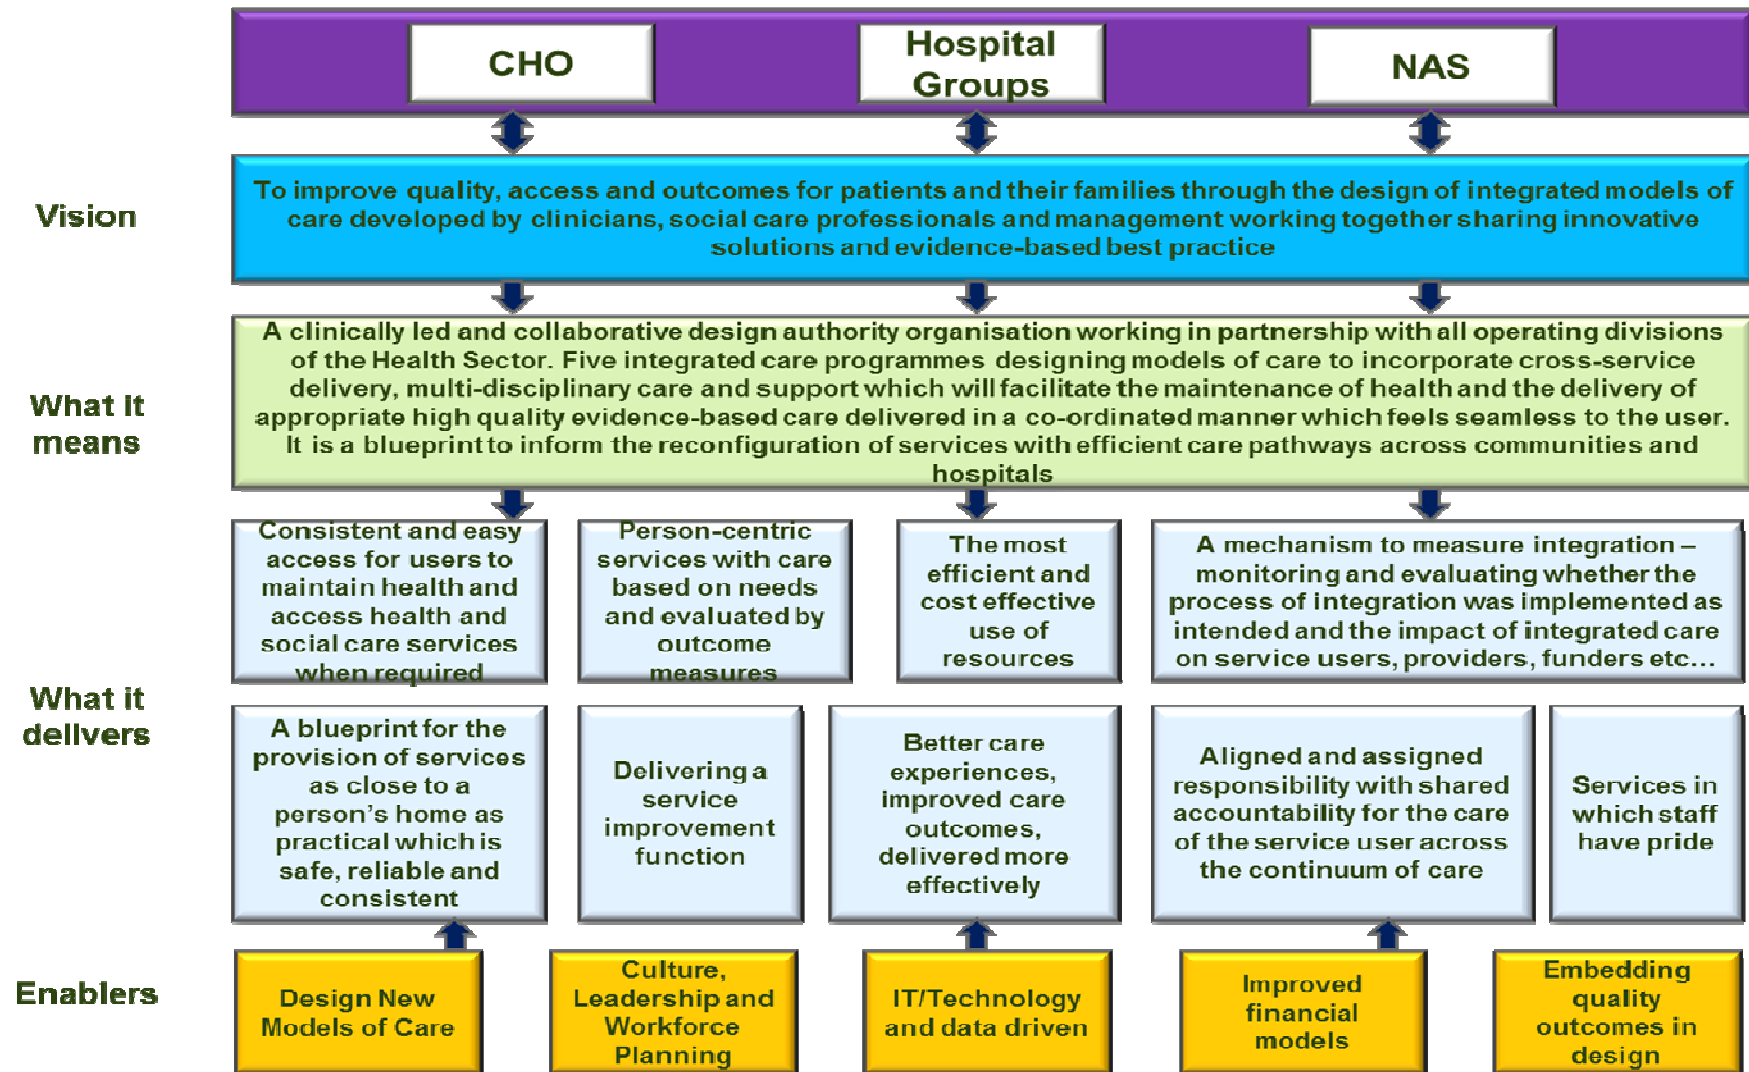 CHO
Hospital
Groups
NAS
Vision
To improve quality, access and outcomes for patients and their families through the design of integrated models of
care developed by clinicians, social care professionals and management working together sharing innovative
solutions and evidence-based best practice
What it
means
A clinically led and collaborative design authority organisation working in partnership with all operating divisions
of the Health Sector. Five integrated care programmes designing models of care to incorporate cross-service
delivery, multi-disciplinary care and support which will facilitate the maintenance of health and the delivery of
appropriate high quality evidence-based care delivered in a co-ordinated manner which feels seamless to the user.
It is a blueprint to inform the reconfiguration of services with efficient care pathways across communities and
hospitals
What it
delivers
Consistent and easy
access for users to
maintain health and
access health and
social care services
when required
Person-centric
services with care
based on needs
and evaluated by
outcome
measures
The most
efficient and
cost effective
use of
resources
A mechanism to measure integration –
monitoring and evaluating whether the
process of integration was implemented as
intended and the impact of integrated care
on service users, providers, funders etc...
A blueprint for the
provision of services
as close to a
person's home as
practical which is
safe, reliable and
consistent
Delivering a
service
improvement
function
Better care
experiences,
improved care
outcomes,
delivered more
effectively
Aligned and assigned
responsibility with shared
accountability for the care
of the service user across
the continuum of care
Services in
which staff
have pride
Enablers
Design New
Models of Care
Culture,
Leadership and
Workforce
Planning
IT/Technology
and data driven
Improved
financial
models
Embedding
quality
outcomes in
design